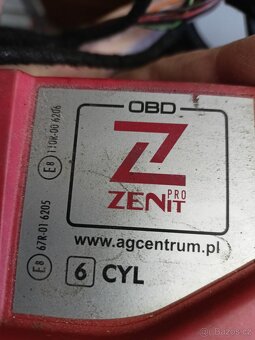 OBD
Z
PRO
ZENIT
www.agcentrum.pl
6 CYL
E8 110R-00 6206
E8 67R-01 6205